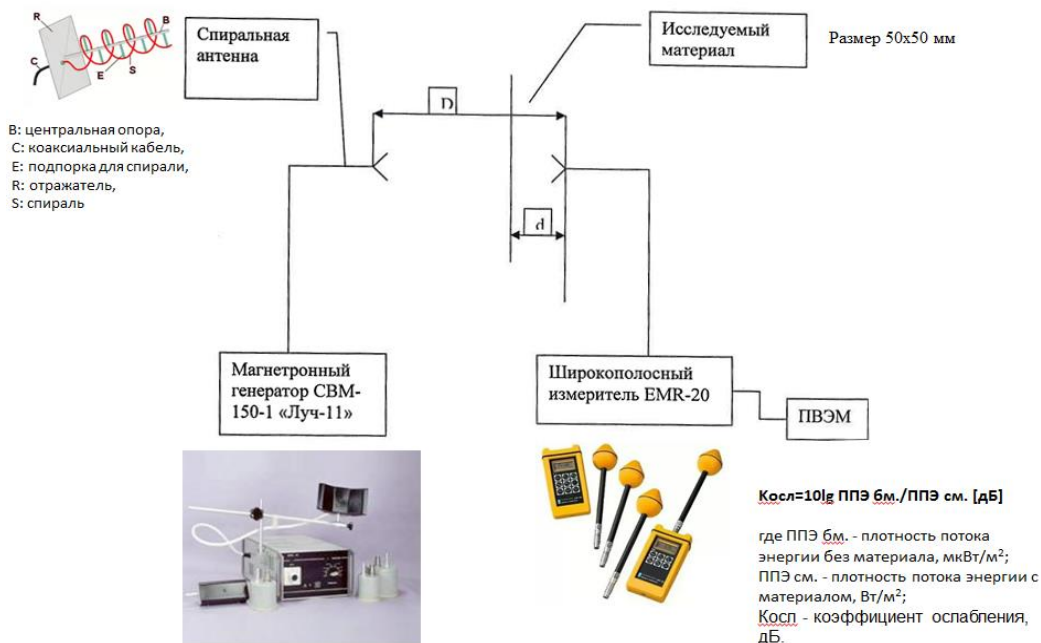 R
B
C
E
S
Спиральная
антенна
Исследуемый
материал
Размер 50х50 мм
D
B: центральная опора,
C: коаксиальный кабель,
E: подпорка для спирали,
R: отражатель,
S: спираль
d
Магнетронный
генератор СВМ-
150-1 «Луч-11»
Широкополосный
измеритель EMR-20
ПВЭМ
Косл=10lg ППЭ бм./ППЭ см. [дБ]
где ППЭ бм. - плотность потока
энергии без материала, мкВт/м²;
ППЭ см. - плотность потока энергии с
материалом, Вт/м²;
Косп - коэффициент ослабления,
дБ.